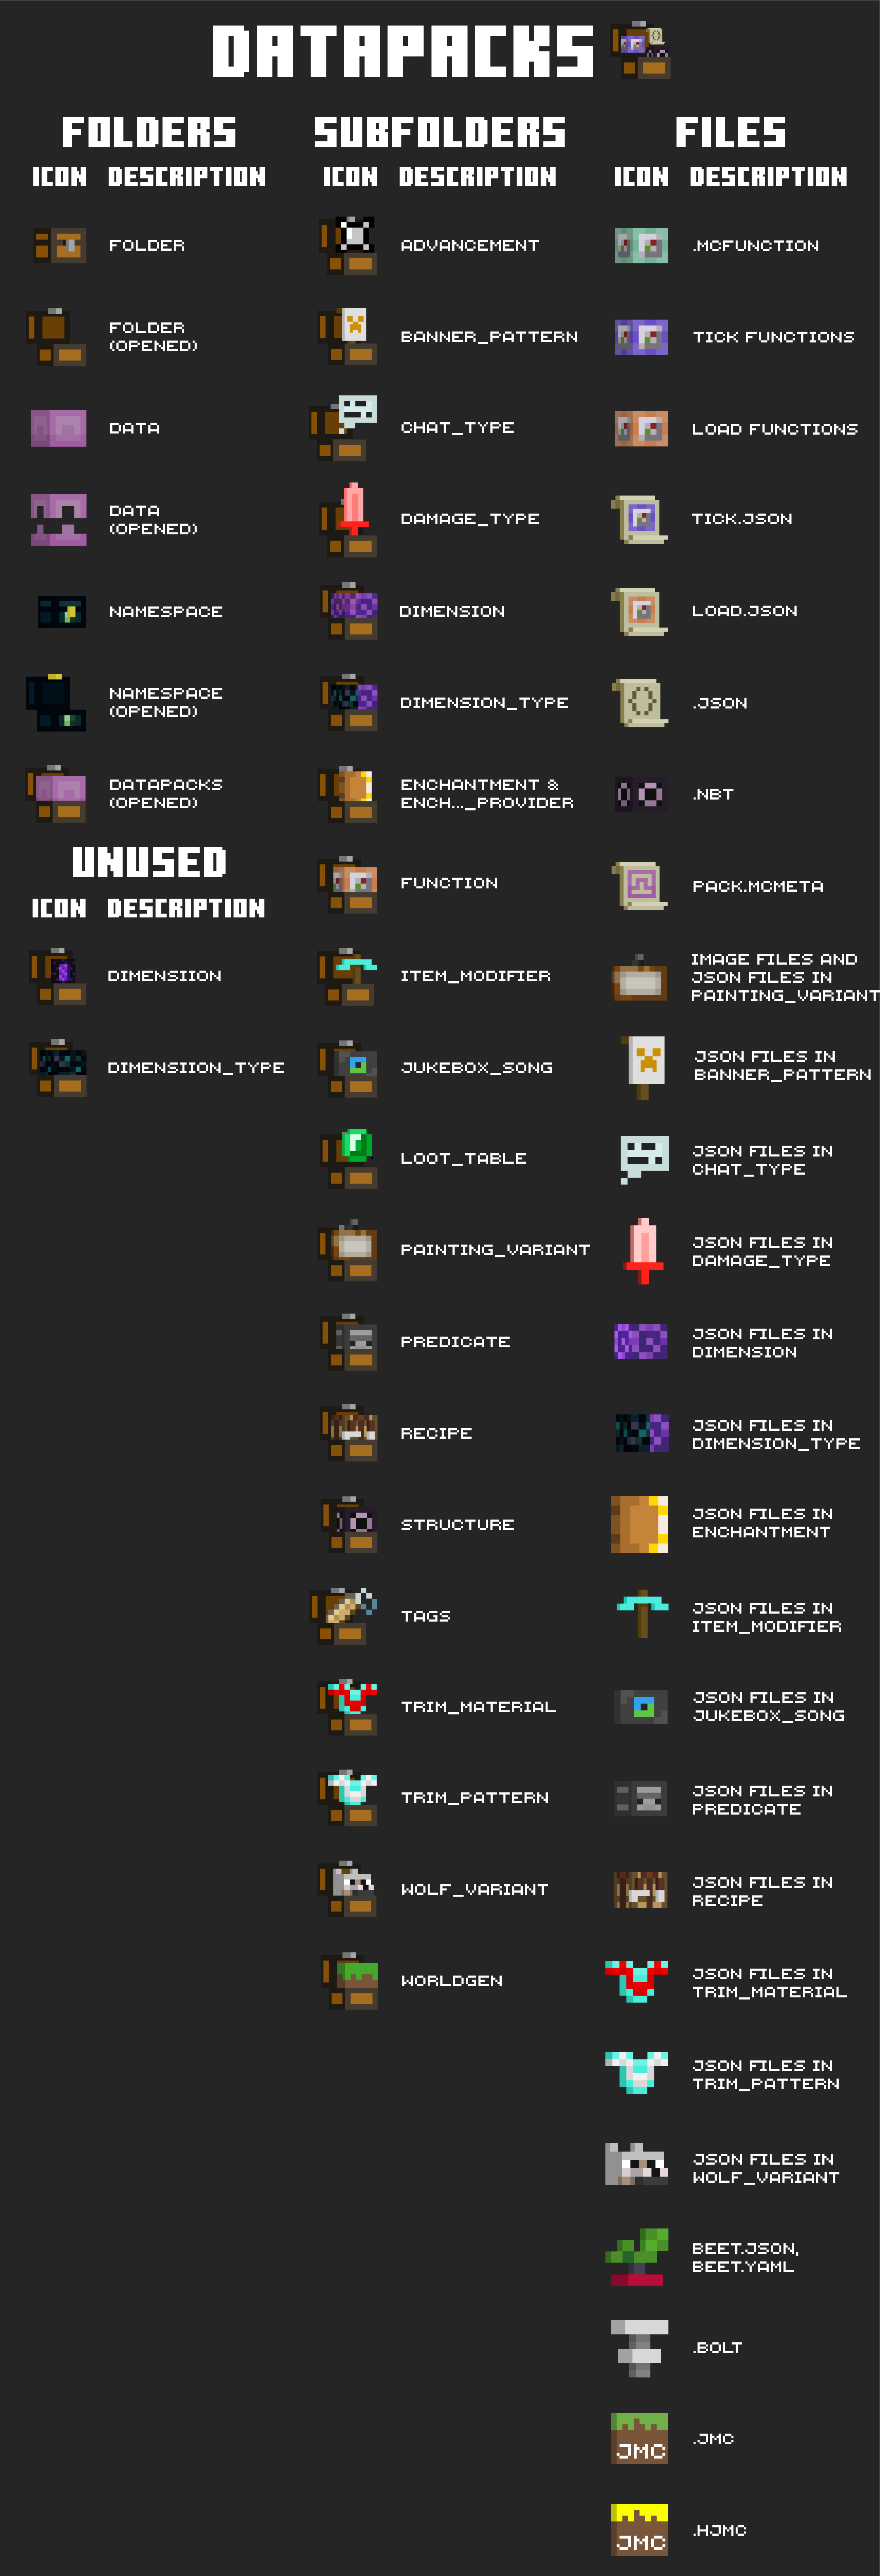 DATAPACKS
FOLDERS
ICON DESCRIPTION
FOLDER
FOLDER
(OPENED)
DATA
DATA
(OPENED)
NAMESPACE
NAMESPACE
(OPENED)
DATAPACKS
(OPENED)
UNUSED
ICON DESCRIPTION
DIMENSIION
DIMENSIION_TYPE
SUBFOLDERS
ICON DESCRIPTION
ADVANCEMENT
BANNER_PATTERN
CHAT_TYPE
DAMAGE_TYPE
DIMENSION
DIMENSION_TYPE
ENCHANTMENT &
ENCH..._PROVIDER
FUNCTION
ITEM_MODIFIER
JUKEBOX_SONG
LOOT_TABLE
PAINTING_VARIANT
PREDICATE
RECIPE
STRUCTURE
TAGS
TRIM_MATERIAL
TRIM_PATTERN
WOLF_VARIANT
WORLDGEN
FILES
ICON DESCRIPTION
.MCFUNCTION
TICK FUNCTIONS
LOAD FUNCTIONS
TICK.JSON
LOAD.JSON
.JSON
.NBT
PACK.MCMETA
IMAGE FILES AND
JSON FILES IN
PAINTING_VARIANT
JSON FILES IN
BANNER_PATTERN
JSON FILES IN
CHAT_TYPE
JSON FILES IN
DAMAGE_TYPE
JSON FILES IN
DIMENSION
JSON FILES IN
DIMENSION_TYPE
JSON FILES IN
ENCHANTMENT
JSON FILES IN
ITEM_MODIFIER
JSON FILES IN
JUKEBOX_SONG
JSON FILES IN
PREDICATE
JSON FILES IN
RECIPE
JSON FILES IN
TRIM_MATERIAL
JSON FILES IN
TRIM_PATTERN
JSON FILES IN
WOLF_VARIANT
BEET.JSON,
BEET.YAML
.BOLT
JMC
.JMC
JMC
.HJMC